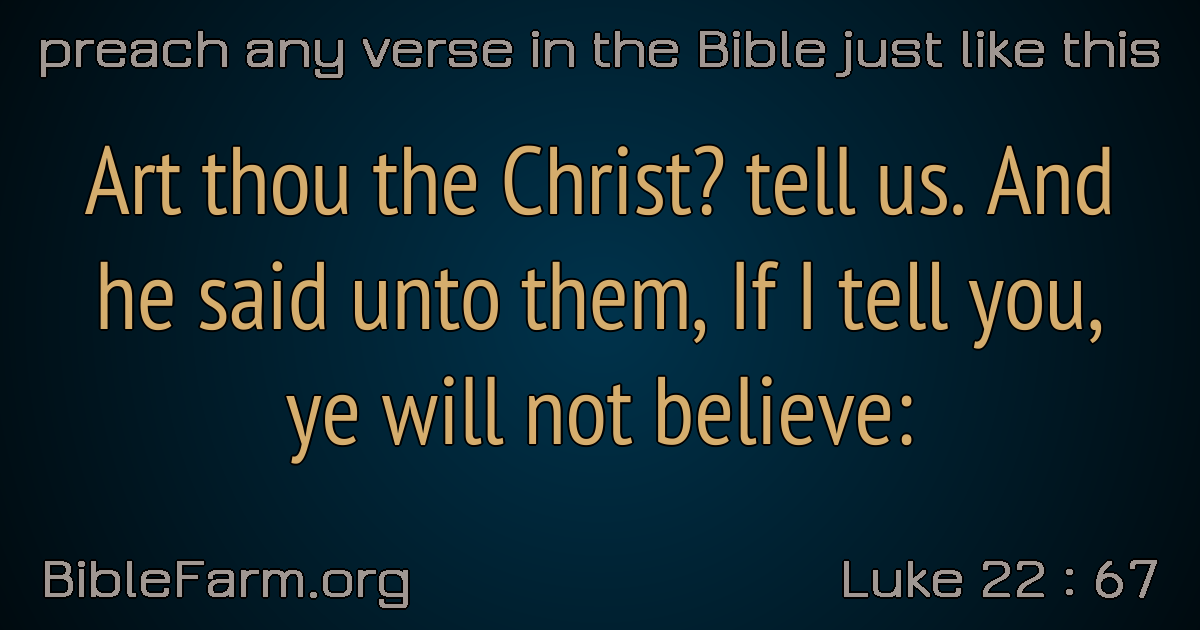 preach any verse in the Bible just like this
Art thou the Christ? tell us. And
he said unto them, If I tell you,
ye will not believe:
BibleFarm.org
Luke 22 : 67